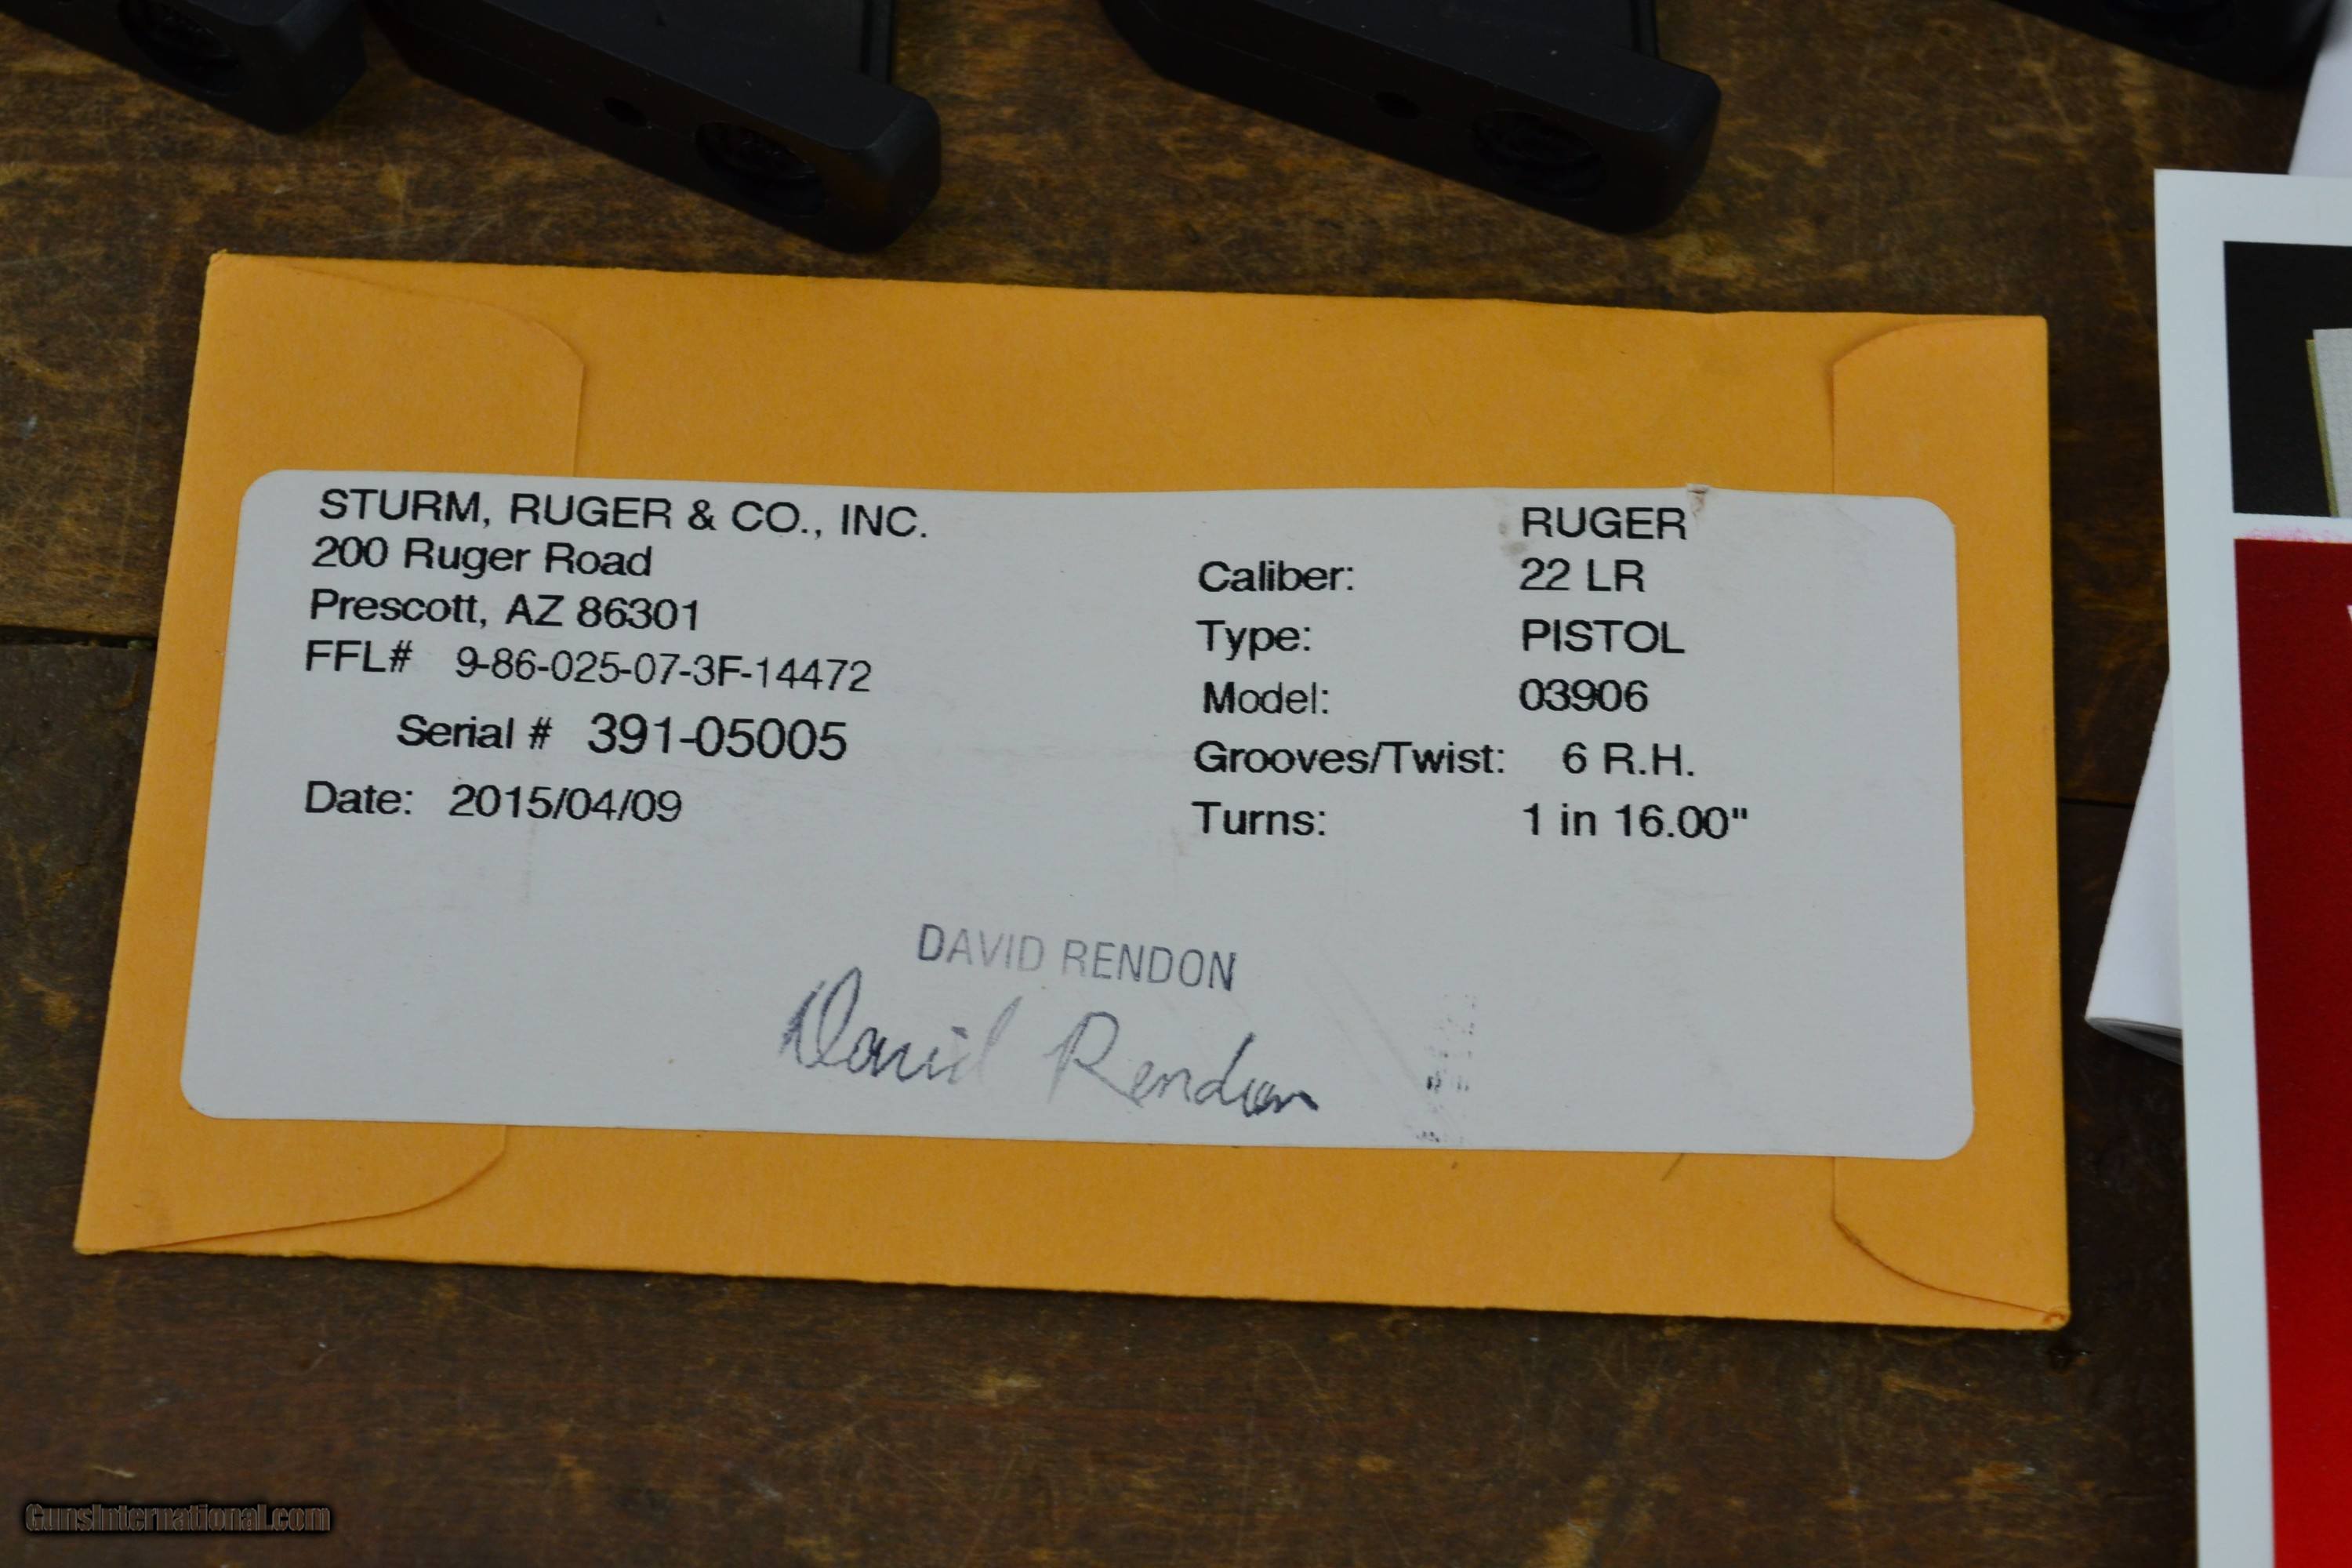 STURM, RUGER & CO., INC.
200 Ruger Road
Prescott, AZ 86301
FFL# 9-86-025-07-3F-14472
Serial # 391-05005
Date: 2015/04/09
RUGER
Caliber: 22 LR
Type: PISTOL
Model: 03906
Grooves/Twist: 6 R.H.
Turns: 1 in 16.00"
DAVID RENDON
David Rendon
GunsInternational.com